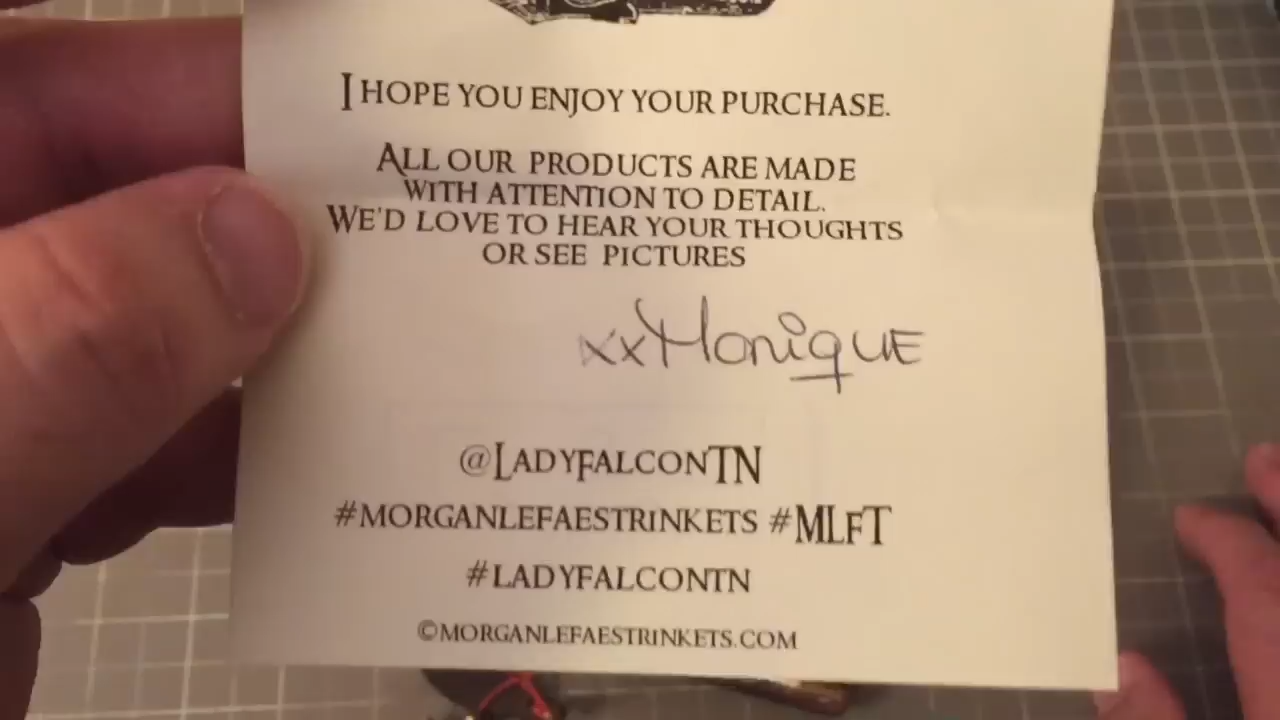 I HOPE YOU ENJOY YOUR PURCHASE.
ALL OUR PRODUCTS ARE MADE
WITH ATTENTION TO DETAIL.
WE'D LOVE TO HEAR YOUR THOUGHTS
OR SEE PICTURES
xxMoniquE
@LADYFALCONTN
#MORGANLEFAESTRINKETS #MLFT
#LADYFALCONTN
©MORGANLEFAESTRINKETS.COM